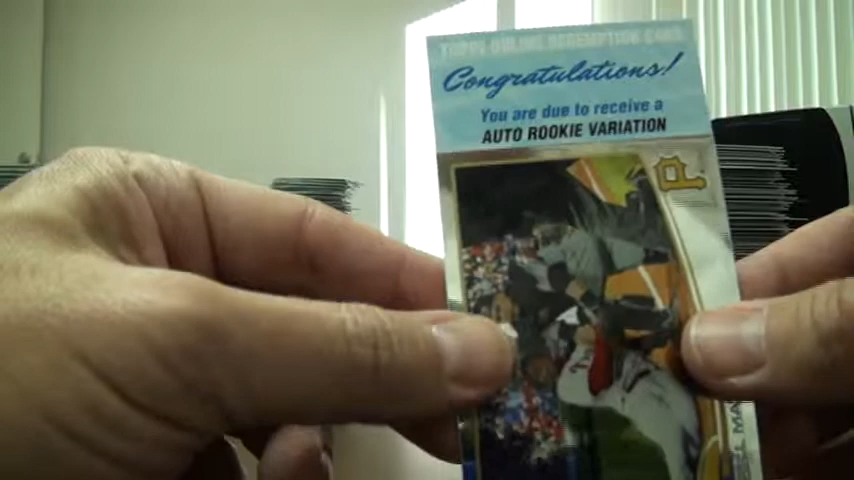 TOPPS ONLINE REDEMPTION CARD
Congratulations!
You are due to receive a
AUTO ROOKIE VARIATION
P